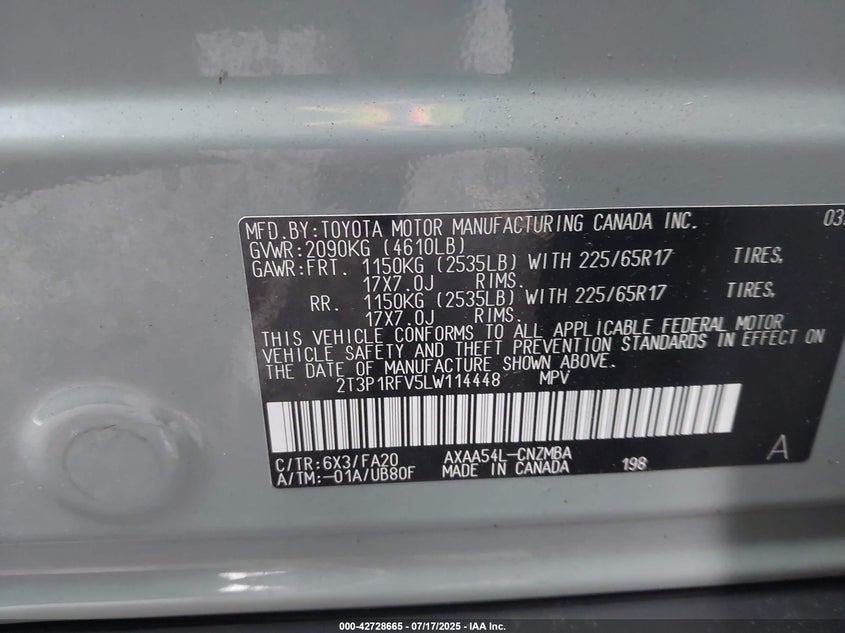 MFD.BY:TOYOTA MOTOR MANUFACTURING CANADA INC. 03
GVWR:2090KG (4610LB)
GAWR:FRT. 1150KG (2535LB) WITH 225/65R17 TIRES,
17X7.0J RIMS.
RR. 1150KG (2535LB) WITH 225/65R17 TIRES,
17X7.0J RIMS.
THIS VEHICLE CONFORMS TO ALL APPLICABLE FEDERAL MOTOR
VEHICLE SAFETY AND THEFT PREVENTION STANDARDS IN EFFECT ON
THE DATE OF MANUFACTURE SHOWN ABOVE.
2T3P1RFV5LW114448 MPV
C/TR:6X3/FA20 AXAA54L-CNZMBA
A/TM:-01A/UB80F MADE IN CANADA 198 A
000-42728665 - 07/17/2025 - IAA Inc.